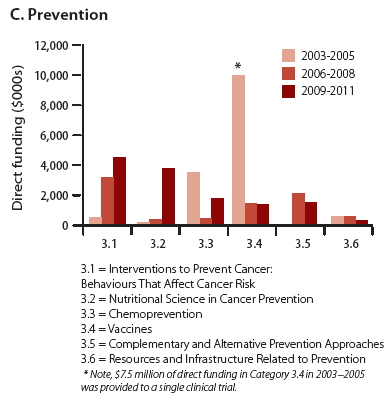 C. Prevention
Direct funding ($000s)
12,000
10,000
8,000
6,000
4,000
2,000
0
*
2003-2005
2006-2008
2009-2011
3.1 3.2 3.3 3.4 3.5 3.6
3.1 = Interventions to Prevent Cancer:
Behaviours That Affect Cancer Risk
3.2 = Nutritional Science in Cancer Prevention
3.3 = Chemoprevention
3.4 = Vaccines
3.5 = Complementary and Alternative Prevention Approaches
3.6 = Resources and Infrastructure Related to Prevention
* Note, $7.5 million of direct funding in Category 3.4 in 2003–2005
was provided to a single clinical trial.